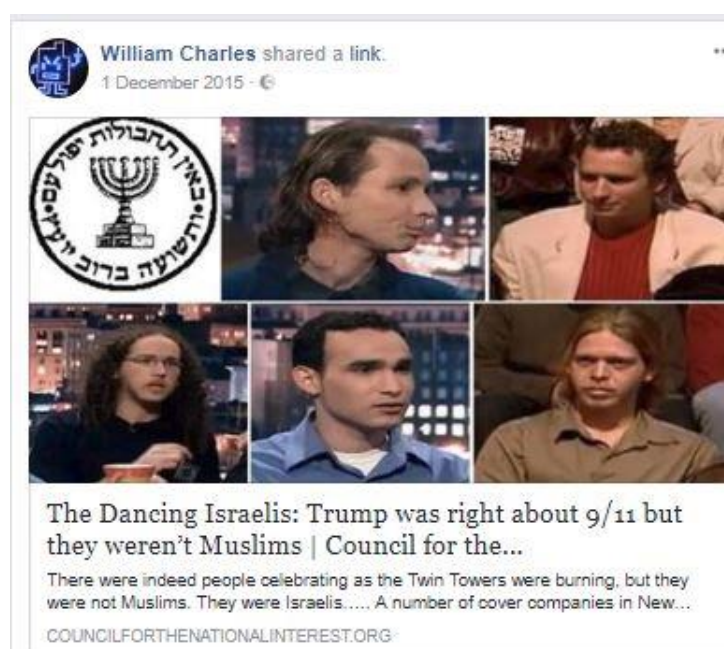 William Charles shared a link.
1 December 2015 ·
באין תחבולות יפול עם
ותשועה ברוב יועץ
The Dancing Israelis: Trump was right about 9/11 but
they weren't Muslims | Council for the...
There were indeed people celebrating as the Twin Towers were burning, but they
were not Muslims. They were Israelis..... A number of cover companies in New...
COUNCILFORTHENATIONALINTEREST.ORG